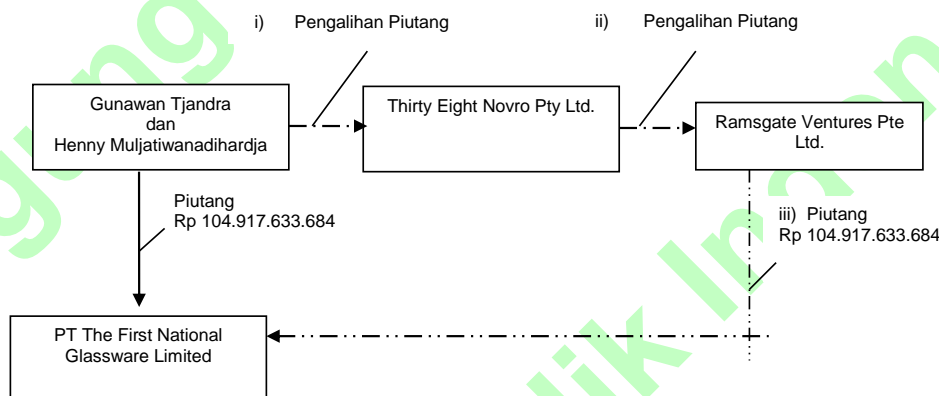 i) Pengalihan Piutang
ii) Pengalihan Piutang
Gunawan Tjandra
dan
Henny Muljatiwanadihardja
Thirty Eight Novro Pty Ltd.
Ramsgate Ventures Pte
Ltd.
Piutang
Rp 104.917.633.684
iii) Piutang
Rp 104.917.633.684
PT The First National
Glassware Limited